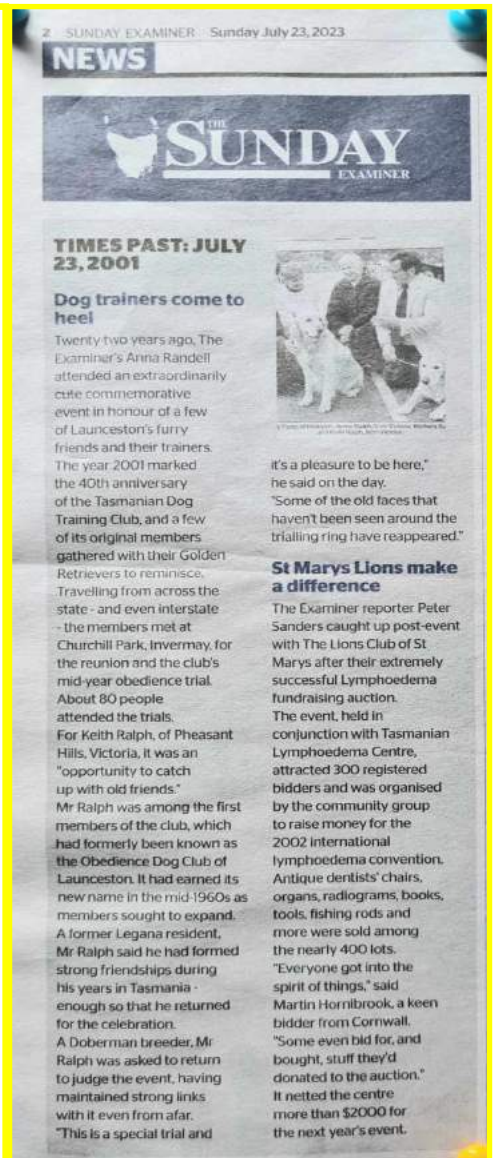 2 SUNDAY EXAMINER Sunday July 23, 2023
NEWS
THE
SUNDAY
EXAMINER
TIMES PAST: JULY
23, 2001
Dog trainers come to
heel
Twenty two years ago, The
Examiner's Anna Randell
attended an extraordinarily
cute commemorative
event in honour of a few
of Launceston's furry
friends and their trainers.
The year 2001 marked
the 40th anniversary
of the Tasmanian Dog
Training Club, and a few
of its original members
gathered with their Golden
Retrievers to reminisce.
Travelling from across the
state - and even interstate
- the members met at
Churchill Park, Invermay, for
the reunion and the club's
mid-year obedience trial.
About 80 people
attended the trials.
For Keith Ralph, of Pheasant
Hills, Victoria, it was an
"opportunity to catch
up with old friends."
Mr Ralph was among the first
members of the club, which
had formerly been known as
the Obedience Dog Club of
Launceston. It had earned its
new name in the mid-1960s as
members sought to expand.
A former Legana resident,
Mr Ralph said he had formed
strong friendships during
his years in Tasmania -
enough so that he returned
for the celebration.
A Doberman breeder, Mr
Ralph was asked to return
to judge the event, having
maintained strong links
with it even from afar.
"This is a special trial and
it's a pleasure to be here,"
he said on the day.
"Some of the old faces that
haven't been seen around the
trialling ring have reappeared."
St Marys Lions make
a difference
The Examiner reporter Peter
Sanders caught up post-event
with The Lions Club of St
Marys after their extremely
successful Lymphoedema
fundraising auction.
The event, held in
conjunction with Tasmanian
Lymphoedema Centre,
attracted 300 registered
bidders and was organised
by the community group
to raise money for the
2002 international
lymphoedema convention.
Antique dentists' chairs,
organs, radiograms, books,
tools, fishing rods and
more were sold among
the nearly 400 lots.
"Everyone got into the
spirit of things," said
Martin Hornibrook, a keen
bidder from Cornwall.
"Some even bid for, and
bought, stuff they'd
donated to the auction."
It netted the centre
more than $2000 for
the next year's event.